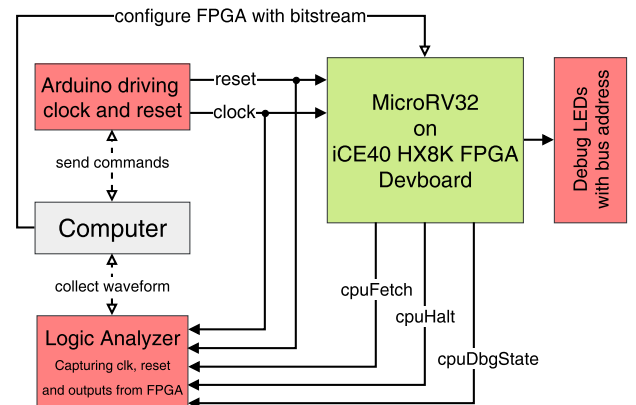 configure FPGA with bitstream
Arduino driving
clock and reset
reset
clock
MicroRV32
on
iCE40 HX8K FPGA
Devboard
Debug LEDs
with bus address
send commands
Computer
collect waveform
cpuFetch
cpuHalt
cpuDbgState
Logic Analyzer
Capturing clk, reset
and outputs from FPGA